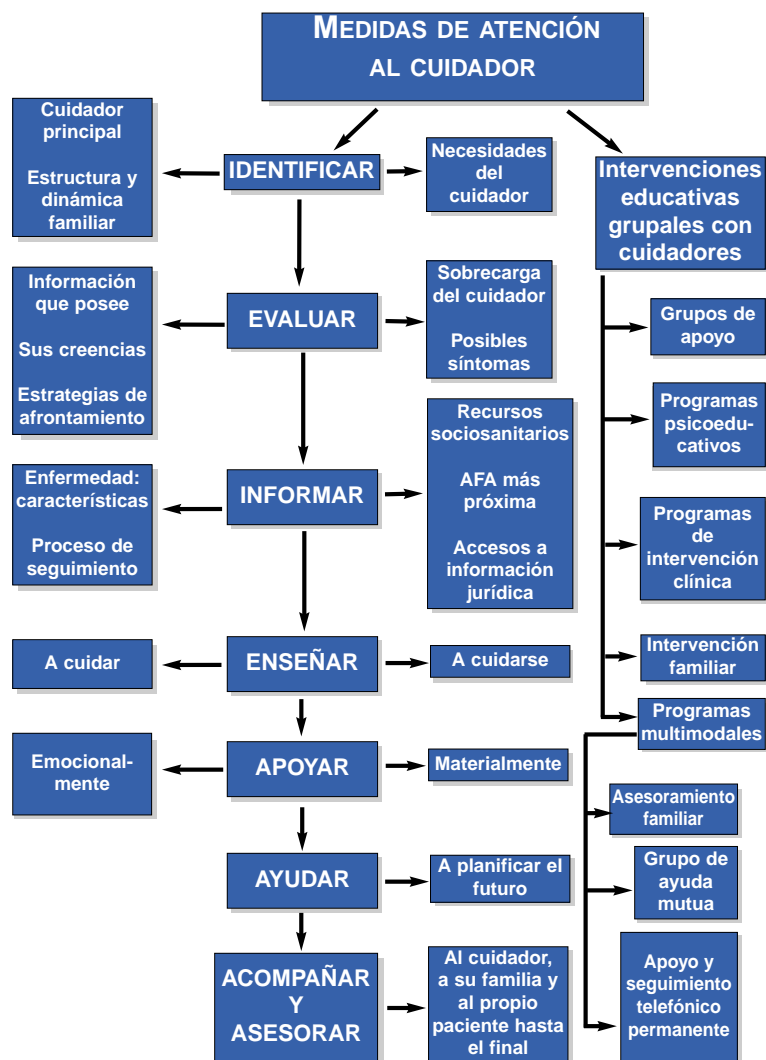 MEDIDAS DE ATENCIÓN
AL CUIDADOR
Cuidador
principal
Estructura y
dinámica
familiar
IDENTIFICAR
Necesidades
del
cuidador
Información
que posee
Sus creencias
Estrategias de
afrontamiento
EVALUAR
Sobrecarga
del cuidador
Posibles
síntomas
Enfermedad:
características
Proceso de
seguimiento
INFORMAR
Recursos
sociosanitarios
AFA más
próxima
Accesos a
información
jurídica
A cuidar
ENSEÑAR
A cuidarse
Emocional-
mente
APOYAR
Materialmente
AYUDAR
A planificar el
futuro
ACOMPAÑAR
Y
ASESORAR
Al cuidador,
a su familia y
al propio
paciente hasta
el final
Intervenciones
educativas
grupales con
cuidadores
Grupos de
apoyo
Programas
psicoedu-
cativos
Programas
de
intervención
clínica
Intervención
familiar
Programas
multimodales
Asesoramiento
familiar
Grupo de
ayuda
mutua
Apoyo y
seguimiento
telefónico
permanente